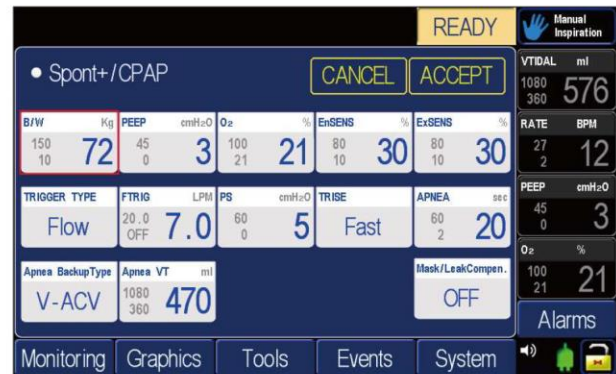 READY
Manual
Inspiration
Spont+/CPAP
CANCEL
ACCEPT
VTIDAL ml
1080
360
576
B/W Kg
150
10
72
PEEP cmH2O
45
0
3
O2 %
100
21
21
EnSENS %
80
10
30
ExSENS %
80
10
30
RATE BPM
27
2
12
TRIGGER TYPE
Flow
FTRIG LPM
20.0
OFF
7.0
PS cmH2O
60
0
5
TRISE
Fast
APNEA sec
60
2
20
PEEP cmH2O
45
0
3
Apnea BackupType
V-ACV
Apnea VT ml
1080
360
470
Mask/LeakCompen.
OFF
O2 %
100
21
21
Alarms
Monitoring
Graphics
Tools
Events
System